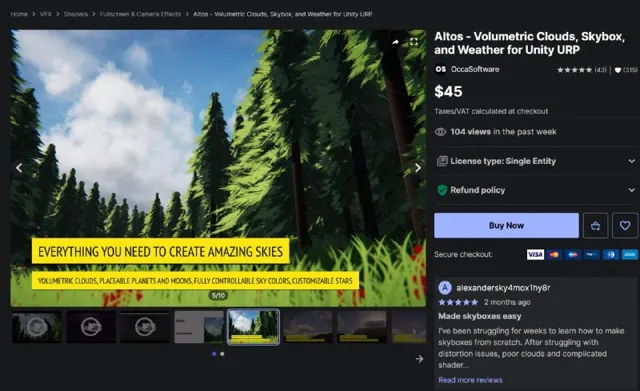 Home > VFX > Shaders > Fullscreen & Camera Effects > Altos - Volumetric Clouds, Skybox, and Weather for Unity URP
EVERYTHING YOU NEED TO CREATE AMAZING SKIES
VOLUMETRIC CLOUDS, PLACEABLE PLANETS AND MOONS, FULLY CONTROLLABLE SKY COLORS, CUSTOMIZABLE STARS
5/10
Altos - Volumetric Clouds, Skybox,
and Weather for Unity URP
OS OccaSoftware
(43) | (315)
$45
Taxes/VAT calculated at checkout
104 views in the past week
License type: Single Entity
Refund policy
Buy Now
Secure checkout: VISA
A alexandersky4mox1hy8r
2 months ago
Made skyboxes easy
I've been struggling for weeks to learn how to make
skyboxes from scratch. After struggling with
distortion issues, poor clouds and complicated
shader...
Read more reviews